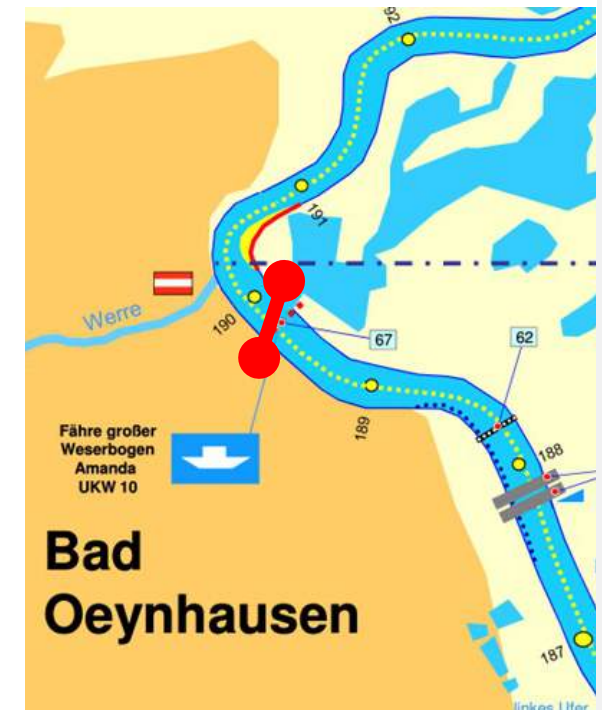 92
191
Werre
190
67
62
189
Fähre großer
Weserbogen
Amanda
UKW 10
188
Bad
Oeynhausen
187
linkes Ufer